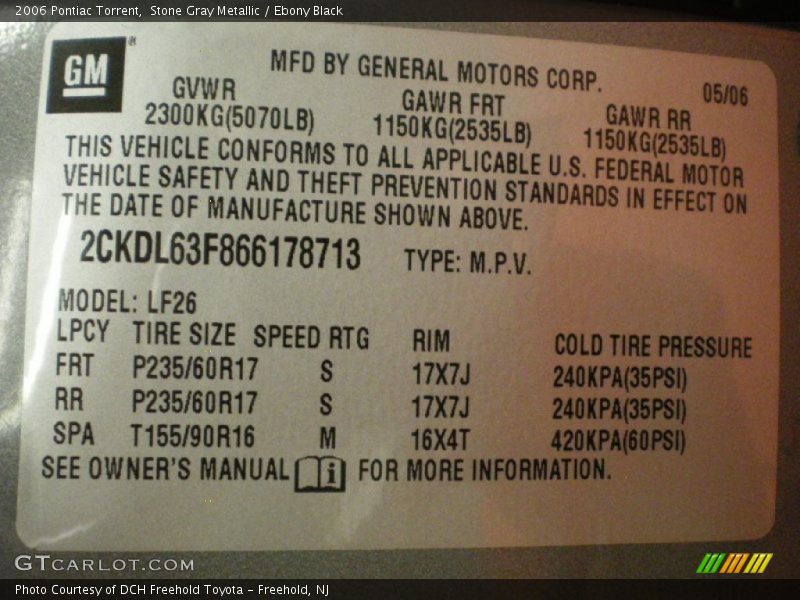 2006 Pontiac Torrent, Stone Gray Metallic / Ebony Black
GM
®
MFD BY GENERAL MOTORS CORP.
05/06
GVWR GAWR FRT GAWR RR
2300KG(5070LB) 1150KG(2535LB) 1150KG(2535LB)
THIS VEHICLE CONFORMS TO ALL APPLICABLE U.S. FEDERAL MOTOR
VEHICLE SAFETY AND THEFT PREVENTION STANDARDS IN EFFECT ON
THE DATE OF MANUFACTURE SHOWN ABOVE.
2CKDL63F866178713 TYPE: M.P.V.
MODEL: LF26
LPCY TIRE SIZE SPEED RTG RIM COLD TIRE PRESSURE
FRT P235/60R17 S 17X7J 240KPA(35PSI)
RR P235/60R17 S 17X7J 240KPA(35PSI)
SPA T155/90R16 M 16X4T 420KPA(60PSI)
SEE OWNER'S MANUAL i FOR MORE INFORMATION.
GTCARLOT.COM
Photo Courtesy of DCH Freehold Toyota - Freehold, NJ